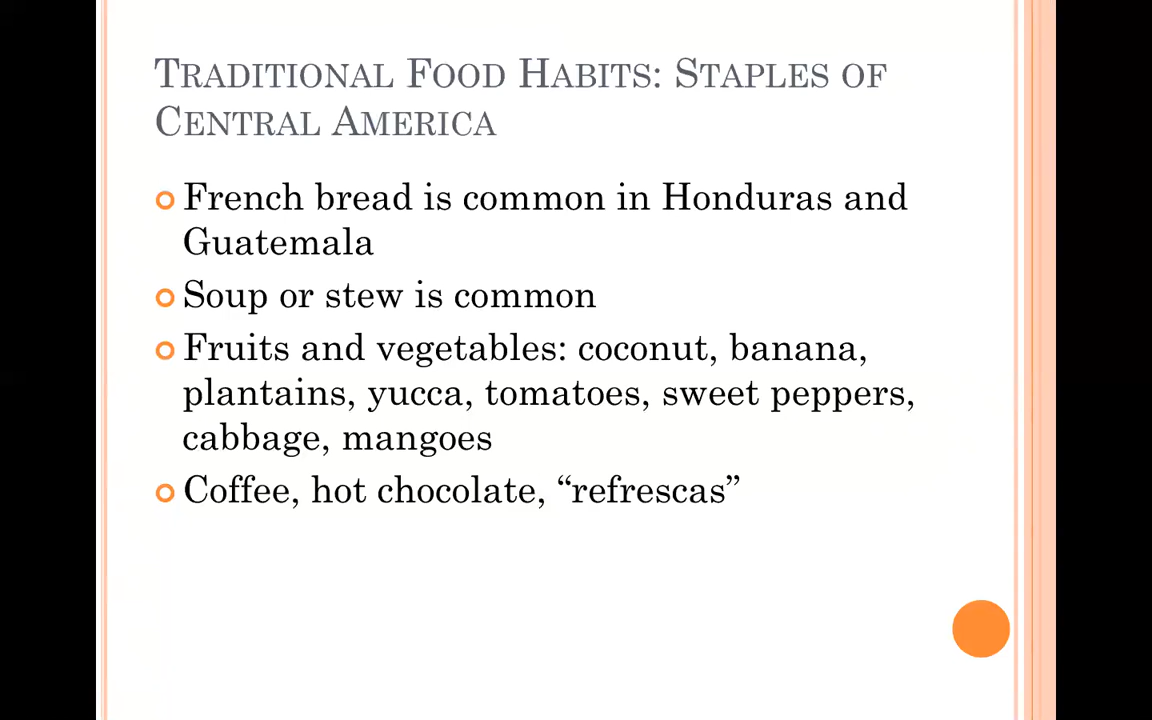 Traditional Food Habits: Staples of
Central America
French bread is common in Honduras and
Guatemala
Soup or stew is common
Fruits and vegetables: coconut, banana,
plantains, yucca, tomatoes, sweet peppers,
cabbage, mangoes
Coffee, hot chocolate, “refrescas”